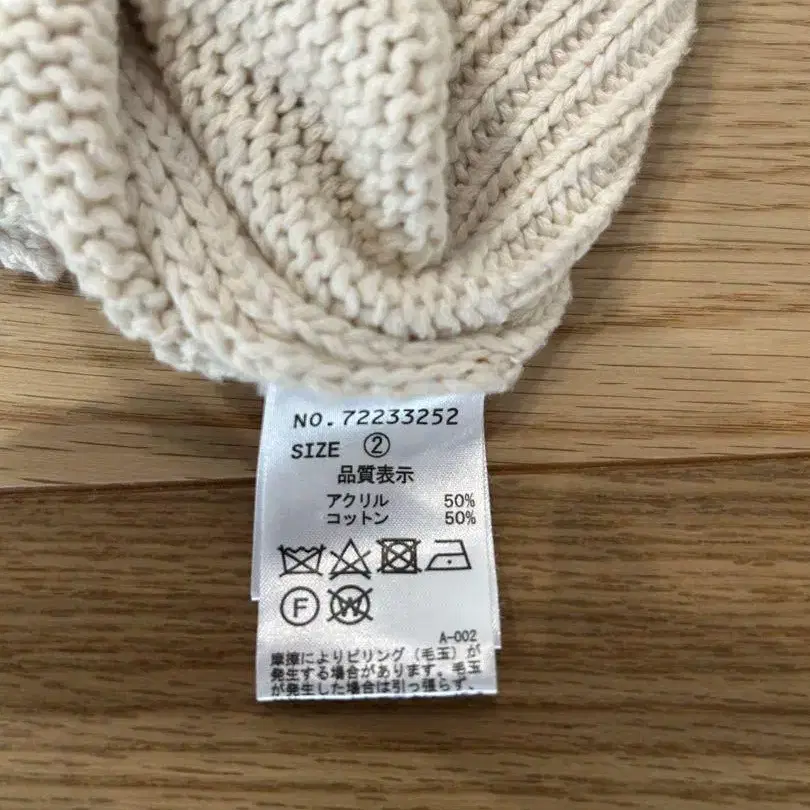 NO.72233252
SIZE ②
品質表示
アクリル 50%
コットン 50%
F W
A-002
摩擦によりピリング(毛玉)が
発生する場合があります。毛玉
が発生した場合は引っ張らず、